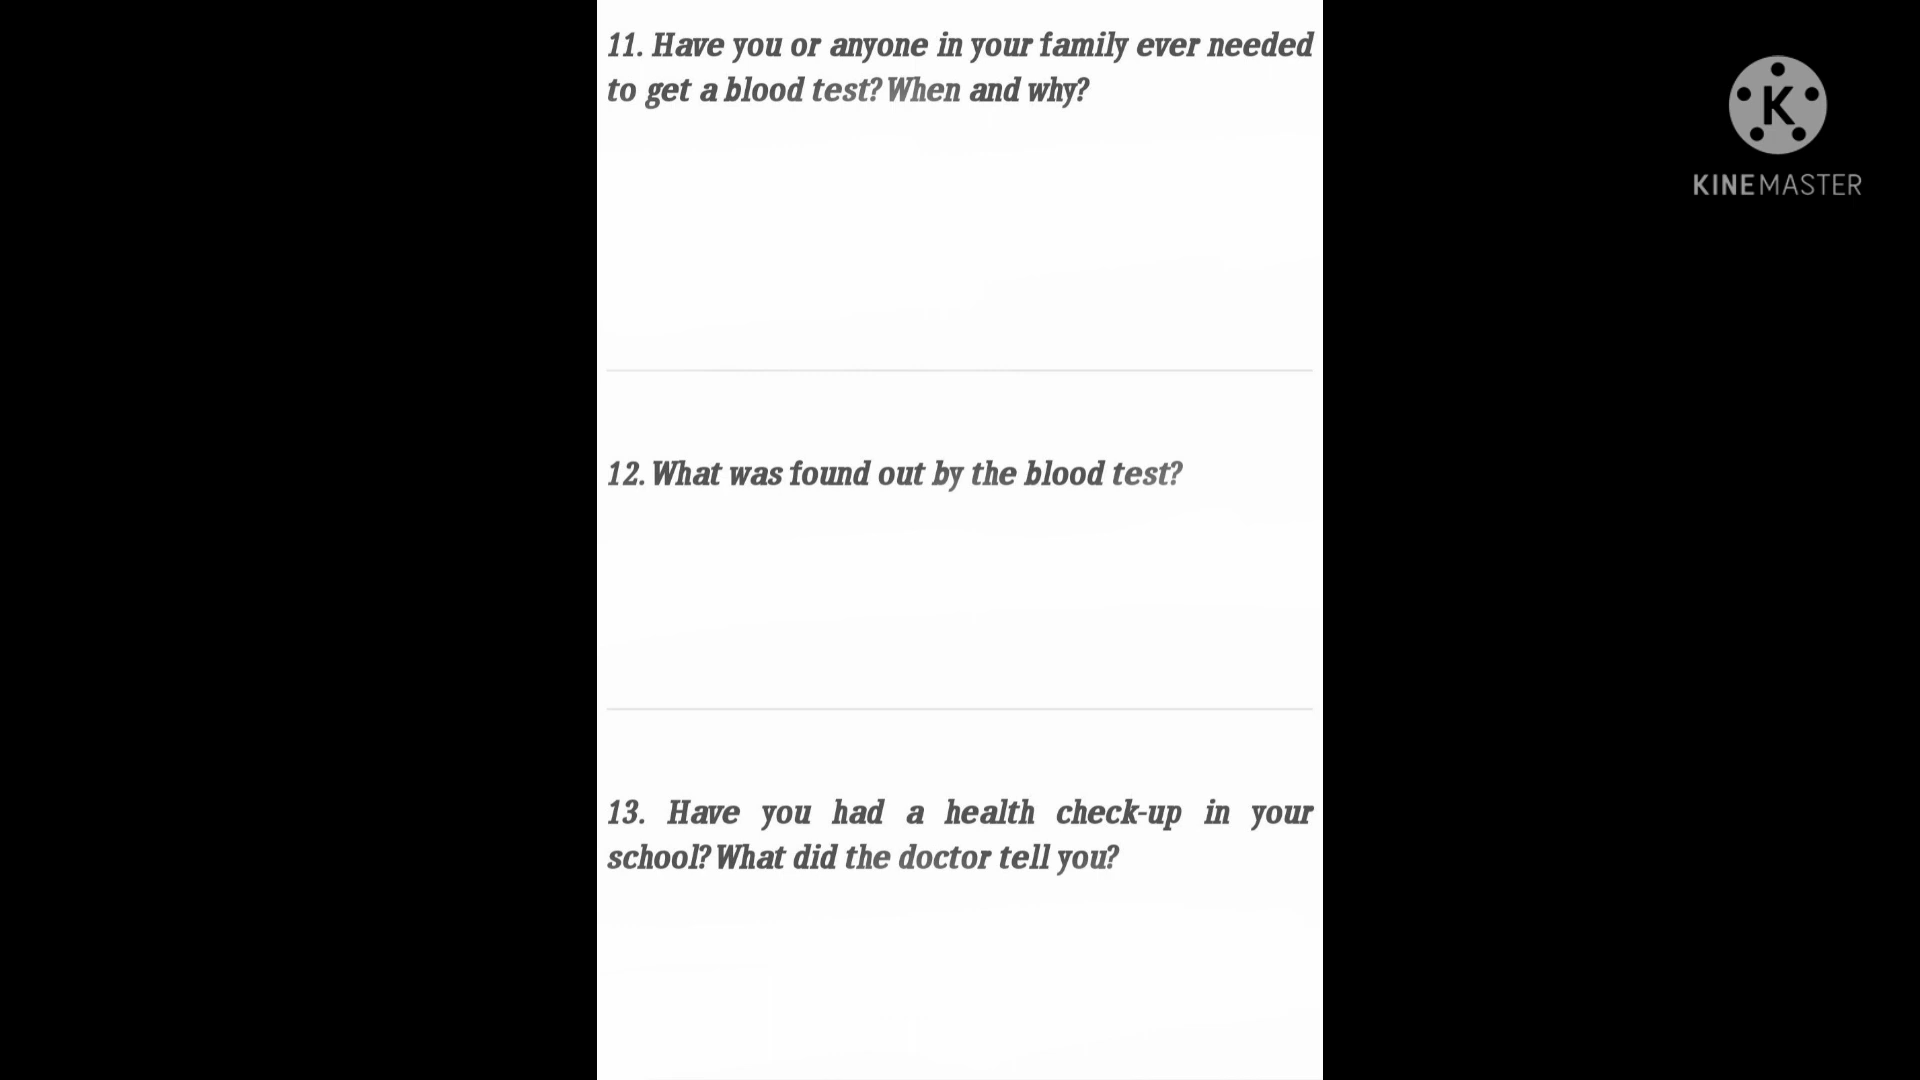 11. Have you or anyone in your family ever needed
to get a blood test? When and why?
12. What was found out by the blood test?
13. Have you had a health check-up in your
school? What did the doctor tell you?
K
KINEMASTER